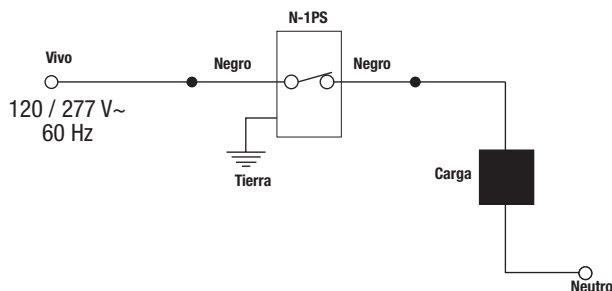 N-1PS
Vivo
Negro
Negro
120 / 277 V~
60 Hz
Tierra
Carga
Neutro